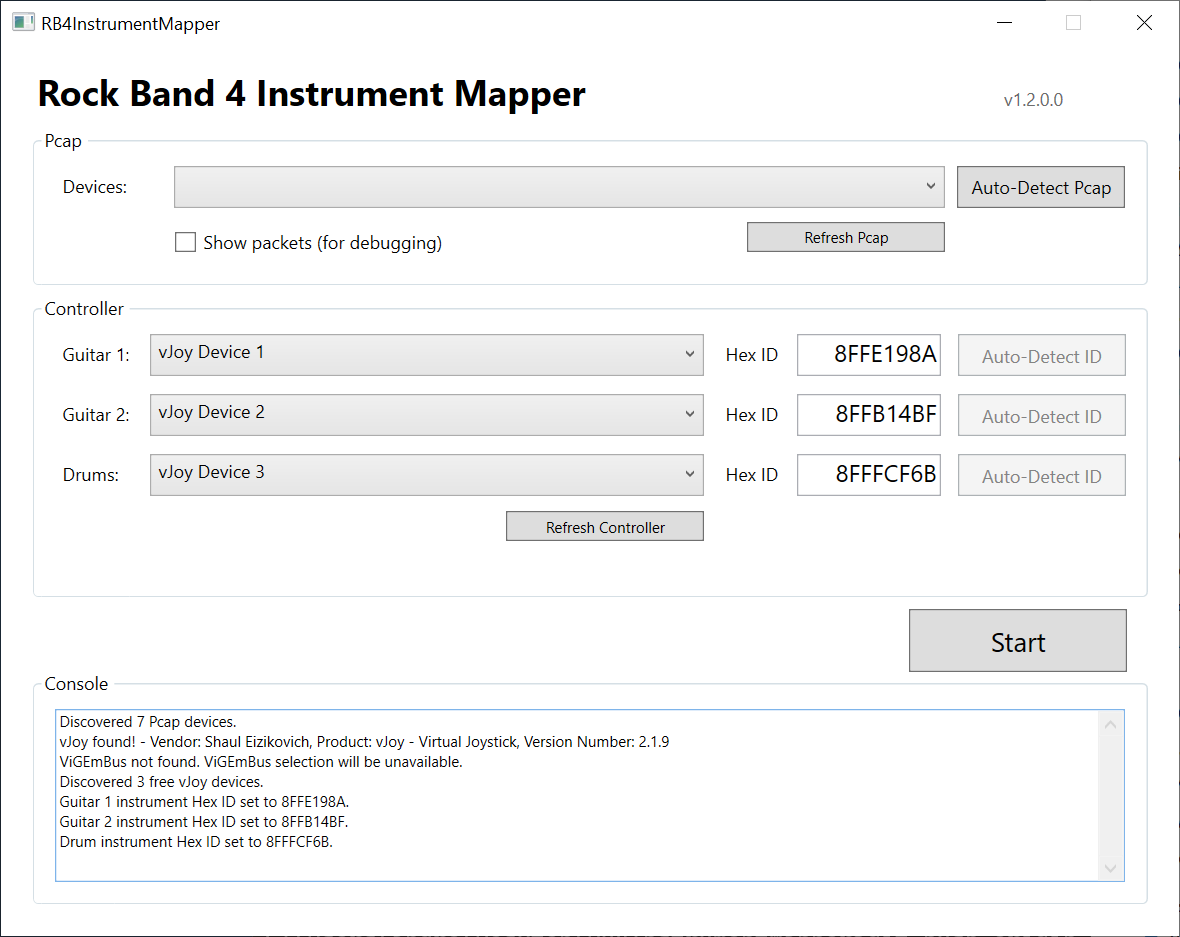 RB4InstrumentMapper
Rock Band 4 Instrument Mapper
v1.2.0.0
Pcap
Devices:
Auto-Detect Pcap
Show packets (for debugging)
Refresh Pcap
Controller
Guitar 1: vJoy Device 1 Hex ID 8FFE198A Auto-Detect ID
Guitar 2: vJoy Device 2 Hex ID 8FFB14BF Auto-Detect ID
Drums: vJoy Device 3 Hex ID 8FFFCF6B Auto-Detect ID
Refresh Controller
Start
Console
Discovered 7 Pcap devices.
vJoy found! - Vendor: Shaul Eizikovich, Product: vJoy - Virtual Joystick, Version Number: 2.1.9
ViGEmBus not found. ViGEmBus selection will be unavailable.
Discovered 3 free vJoy devices.
Guitar 1 instrument Hex ID set to 8FFE198A.
Guitar 2 instrument Hex ID set to 8FFB14BF.
Drum instrument Hex ID set to 8FFFCF6B.